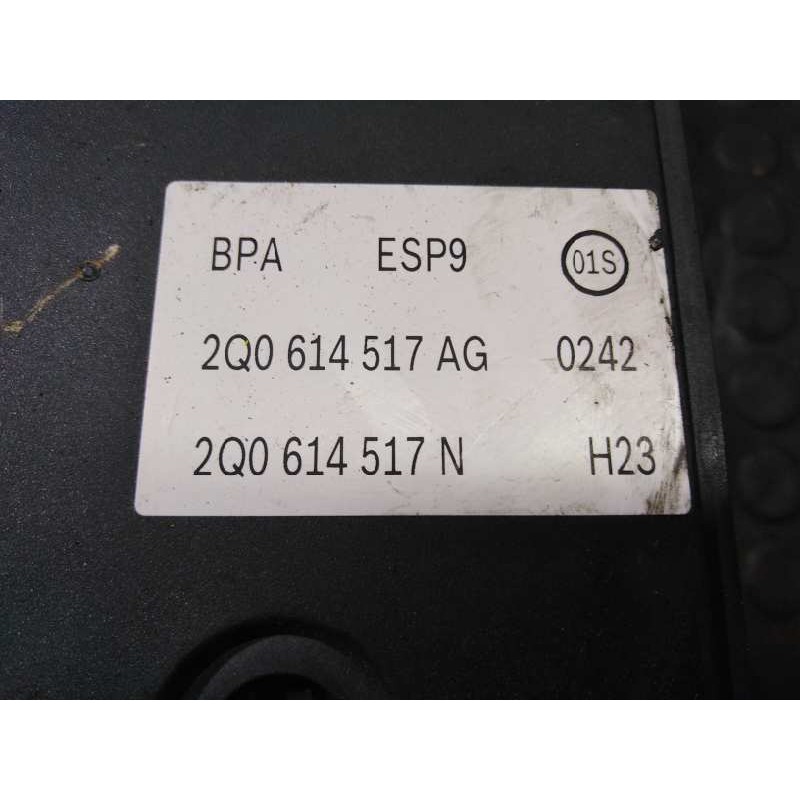 BPA ESP9 01S
2Q0 614 517 AG 0242
2Q0 614 517 N H23